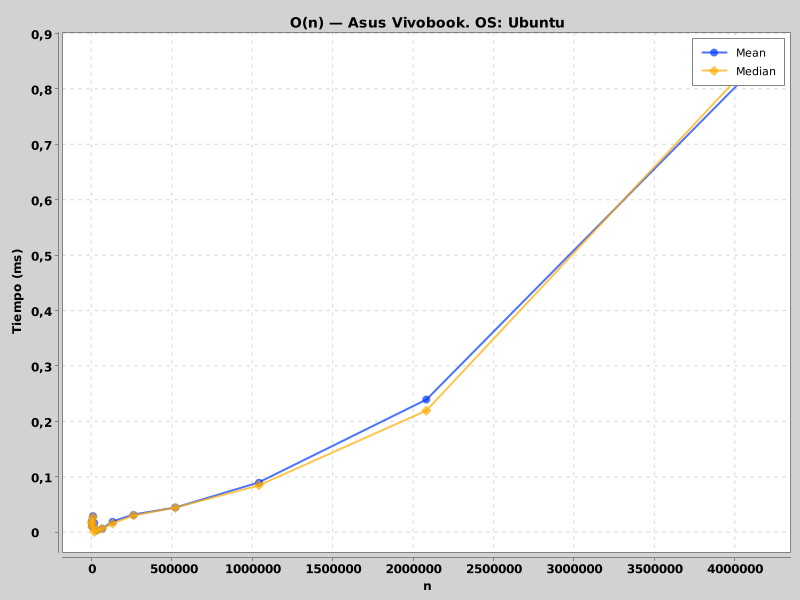 O(n) — Asus Vivobook. OS: Ubuntu
Mean
Median
Tiempo (ms)
0,9
0,8
0,7
0,6
0,5
0,4
0,3
0,2
0,1
0
0 500000 1000000 1500000 2000000 2500000 3000000 3500000 4000000
n